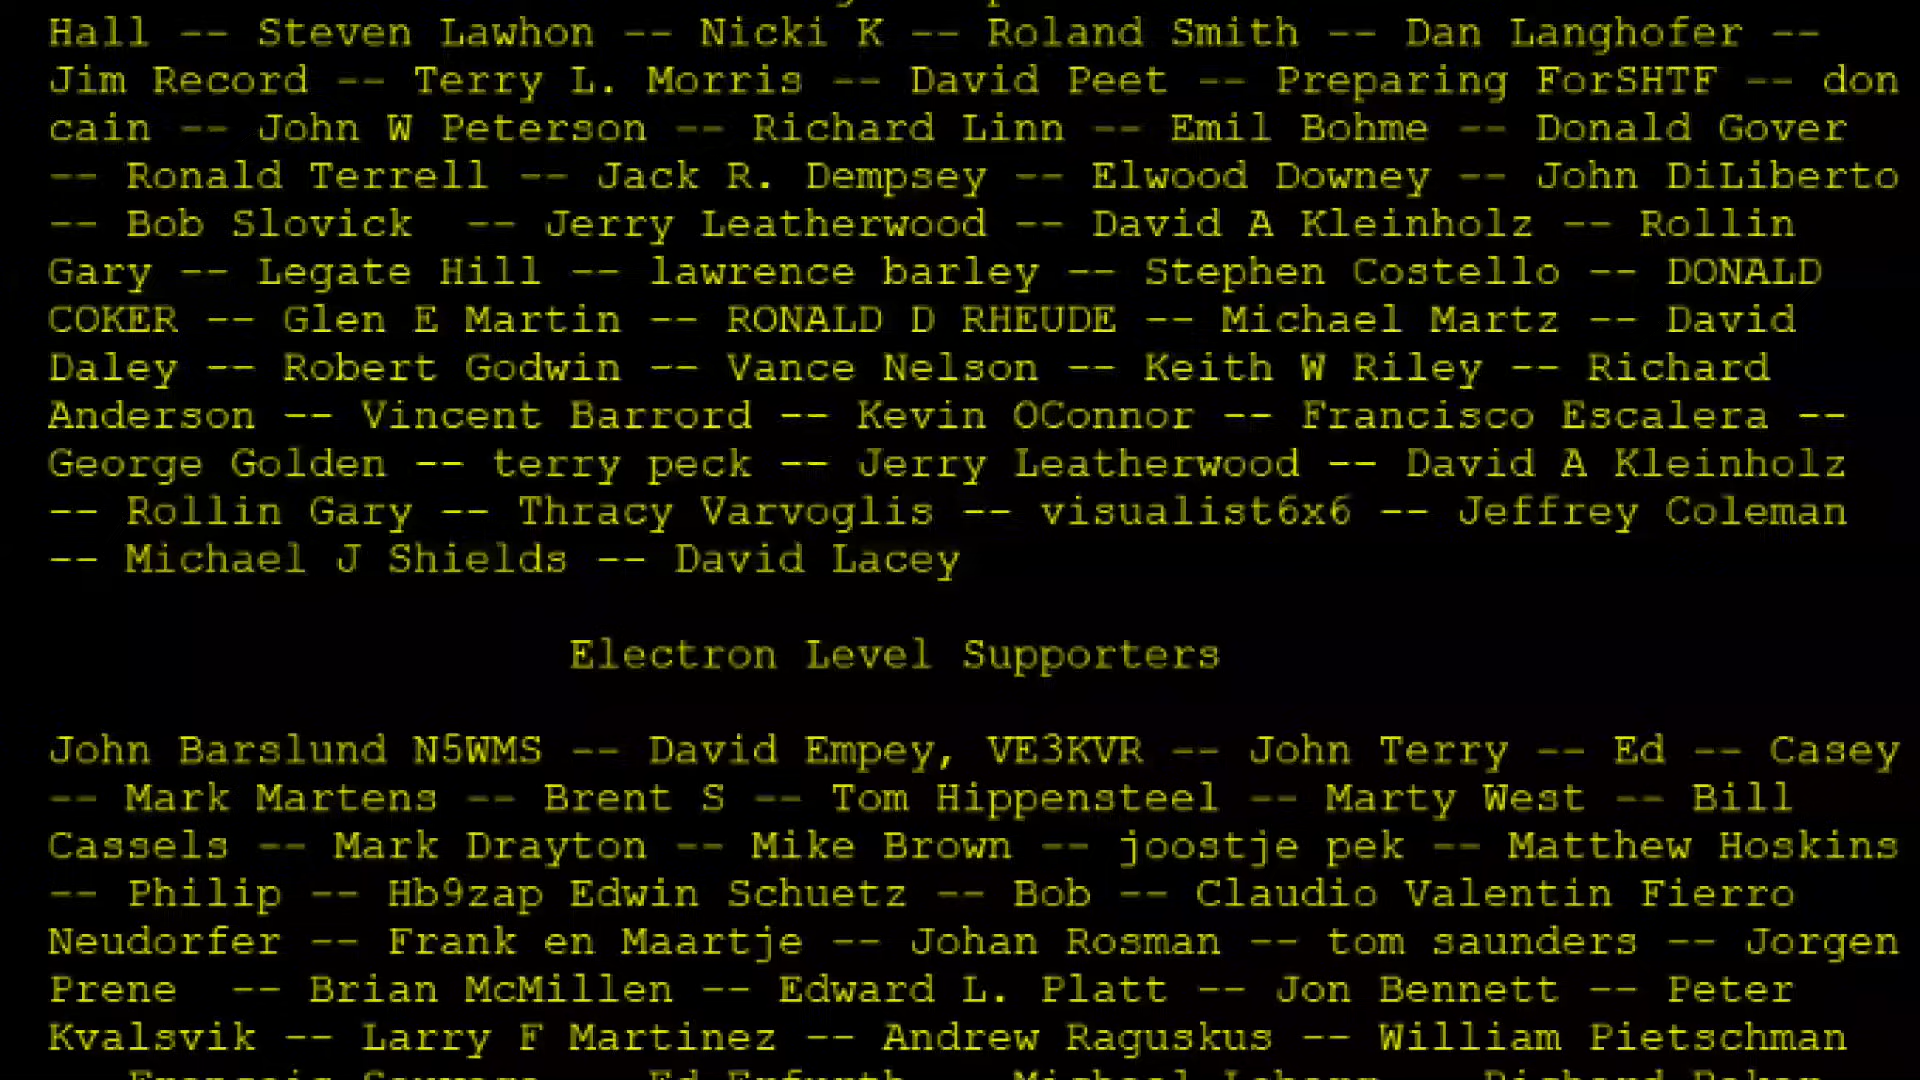 Hall -- Steven Lawhon -- Nicki K -- Roland Smith -- Dan Langhofer --
Jim Record -- Terry L. Morris -- David Peet -- Preparing ForSHTF -- don
cain -- John W Peterson -- Richard Linn -- Emil Bohme -- Donald Gover
-- Ronald Terrell -- Jack R. Dempsey -- Elwood Downey -- John DiLiberto
-- Bob Slovick  -- Jerry Leatherwood -- David A Kleinholz -- Rollin
Gary -- Legate Hill -- lawrence barley -- Stephen Costello -- DONALD
COKER -- Glen E Martin -- RONALD D RHEUDE -- Michael Martz -- David
Daley -- Robert Godwin -- Vance Nelson -- Keith W Riley -- Richard
Anderson -- Vincent Barrord -- Kevin OConnor -- Francisco Escalera --
George Golden -- terry peck -- Jerry Leatherwood -- David A Kleinholz
-- Rollin Gary -- Thracy Varvoglis -- visualist6x6 -- Jeffrey Coleman
-- Michael J Shields -- David Lacey
Electron Level Supporters
John Barslund N5WMS -- David Empey, VE3KVR -- John Terry -- Ed -- Casey
-- Mark Martens -- Brent S -- Tom Hippensteel -- Marty West -- Bill
Cassels -- Mark Drayton -- Mike Brown -- joostje pek -- Matthew Hoskins
-- Philip -- Hb9zap Edwin Schuetz -- Bob -- Claudio Valentin Fierro
Neudorfer -- Frank en Maartje -- Johan Rosman -- tom saunders -- Jorgen
Prene  -- Brian McMillen -- Edward L. Platt -- Jon Bennett -- Peter
Kvalsvik -- Larry F Martinez -- Andrew Raguskus -- William Pietschman